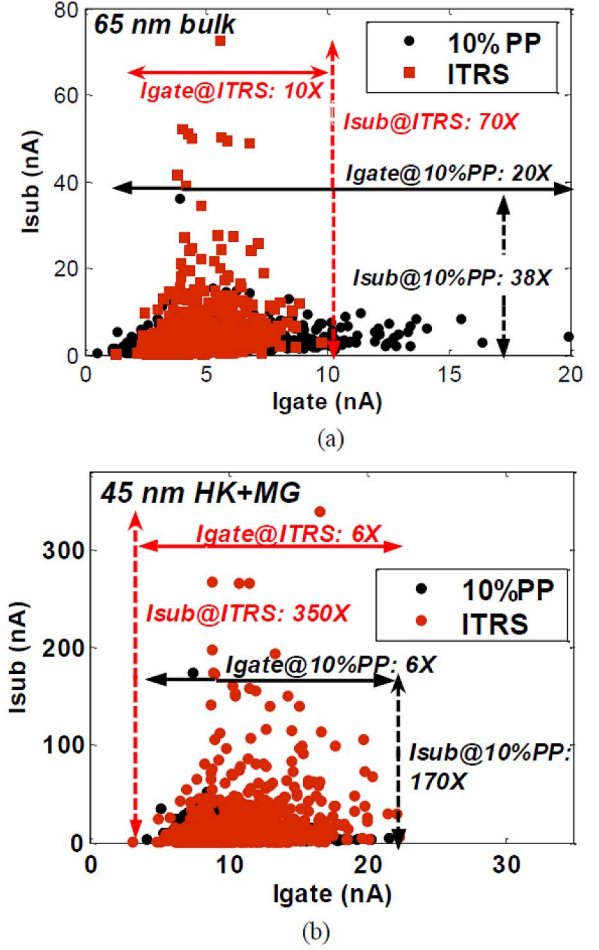 65 nm bulk
10% PP
ITRS
Igate@ITRS: 10X
Isub@ITRS: 70X
Igate@10%PP: 20X
Isub@10%PP: 38X
80
60
40
20
0
Isub (nA)
0 5 10 15 20
Igate (nA)
(a)
45 nm HK+MG
Igate@ITRS: 6X
10%PP
ITRS
Isub@ITRS: 350X
Igate@10%PP: 6X
Isub@10%PP:
170X
300
200
100
0
Isub (nA)
0 10 20 30
Igate (nA)
(b)